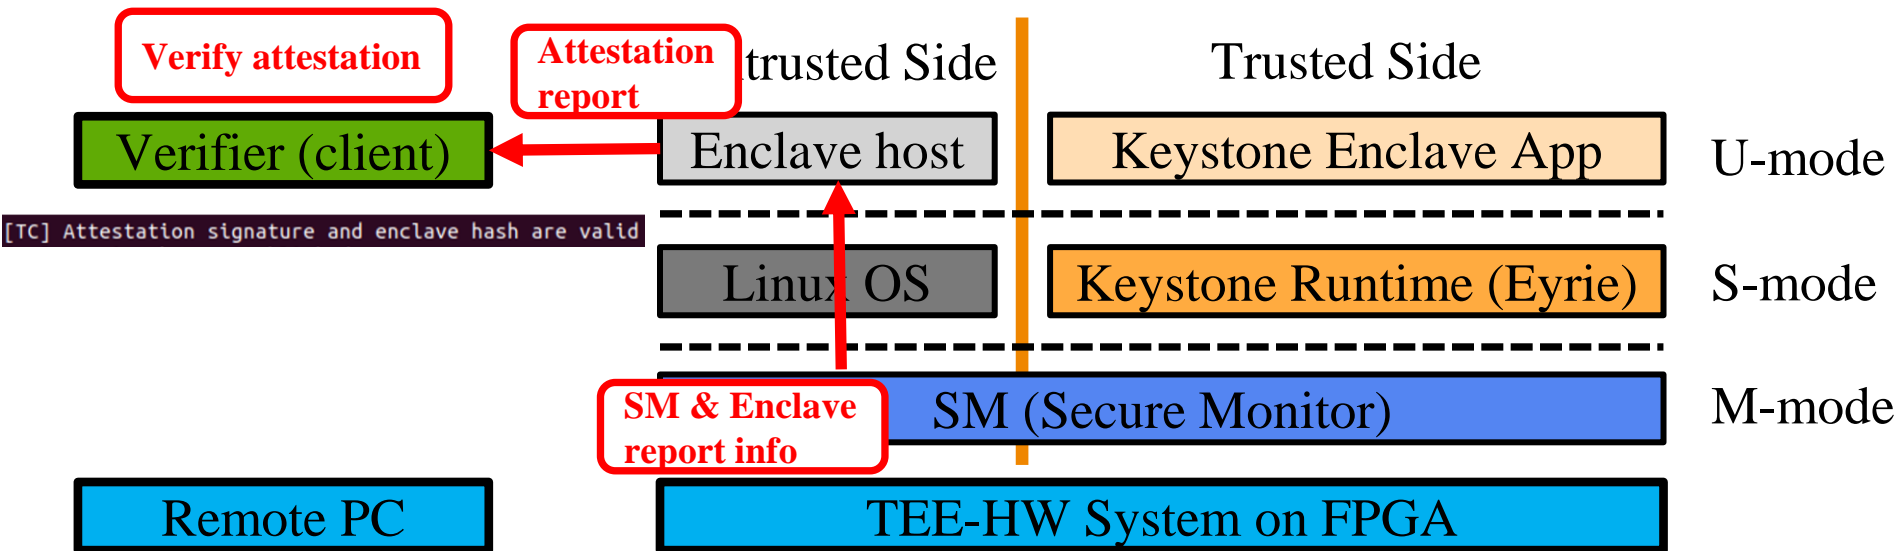 Verify attestation
Attestation
report
trusted Side
Trusted Side
Verifier (client)
Enclave host
Keystone Enclave App
U-mode
[TC] Attestation signature and enclave hash are valid
Linux OS
Keystone Runtime (Eyrie)
S-mode
SM & Enclave
report info
SM (Secure Monitor)
M-mode
Remote PC
TEE-HW System on FPGA